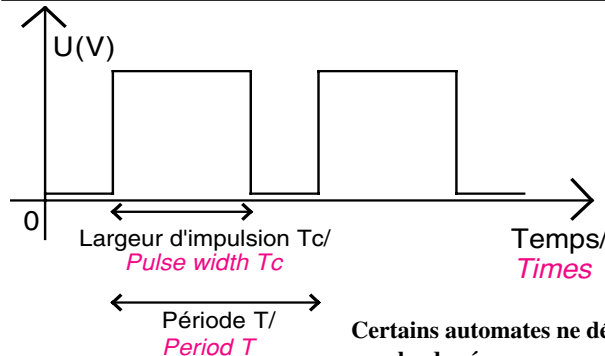 U(V)
0
Largeur d'impulsion Tc/
Pulse width Tc
Temps/
Times
Période T/
Period T
Certains automates ne dé